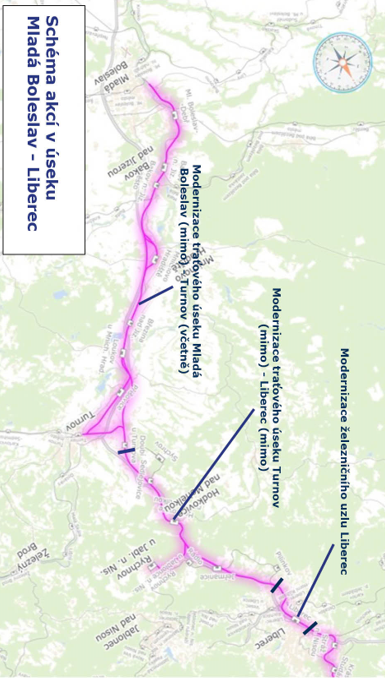 Schéma akcí v úseku
Mladá Boleslav - Liberec
Modernizace traťového úseku Mladá
Boleslav (mimo) - Turnov (včetně)
Modernizace traťového úseku Turnov
(mimo) - Liberec (mimo)
Modernizace železničního uzlu Liberec
Mladá
Boleslav
Bakov
nad Jizerou
Turnov
Hodkovice
nad Mohelkou
Rychnov
u Jabl. n. Nis.
Liberec
Jablonec
nad Nisou
Železný
Brod